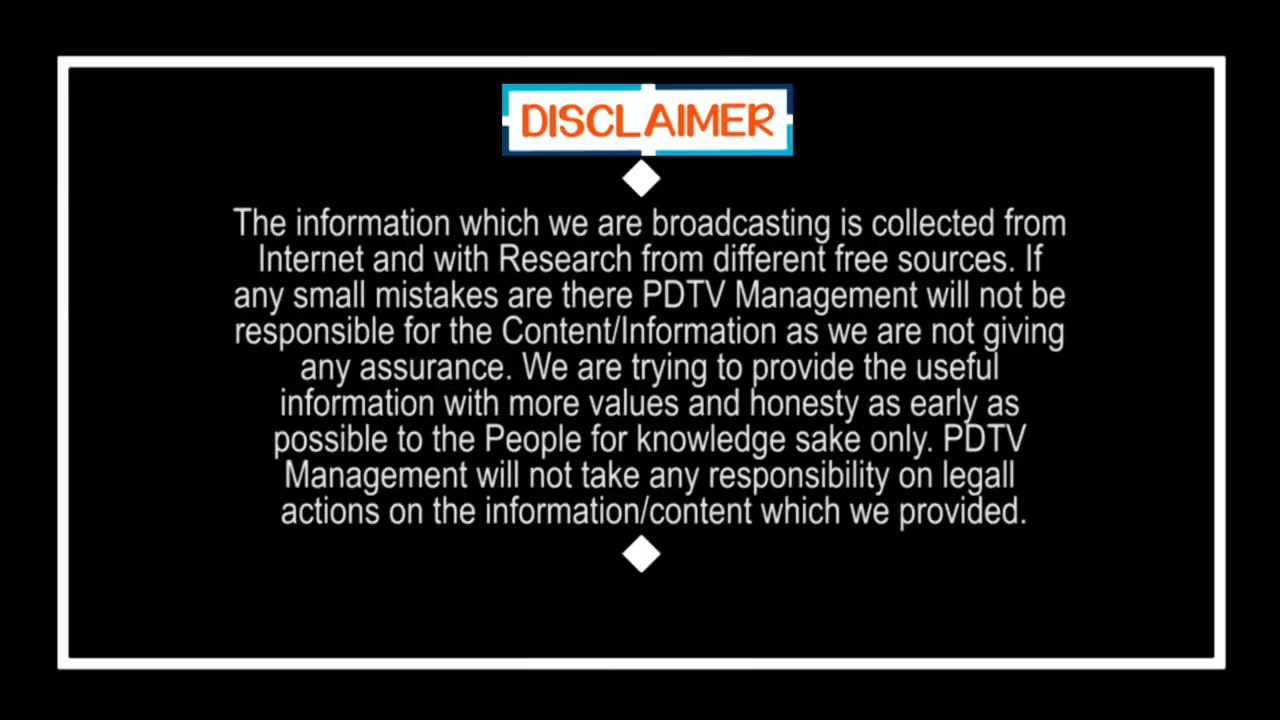 DISCLAIMER
The information which we are broadcasting is collected from
Internet and with Research from different free sources. If
any small mistakes are there PDTV Management will not be
responsible for the Content/Information as we are not giving
any assurance. We are trying to provide the useful
information with more values and honesty as early as
possible to the People for knowledge sake only. PDTV
Management will not take any responsibility on legall
actions on the information/content which we provided.